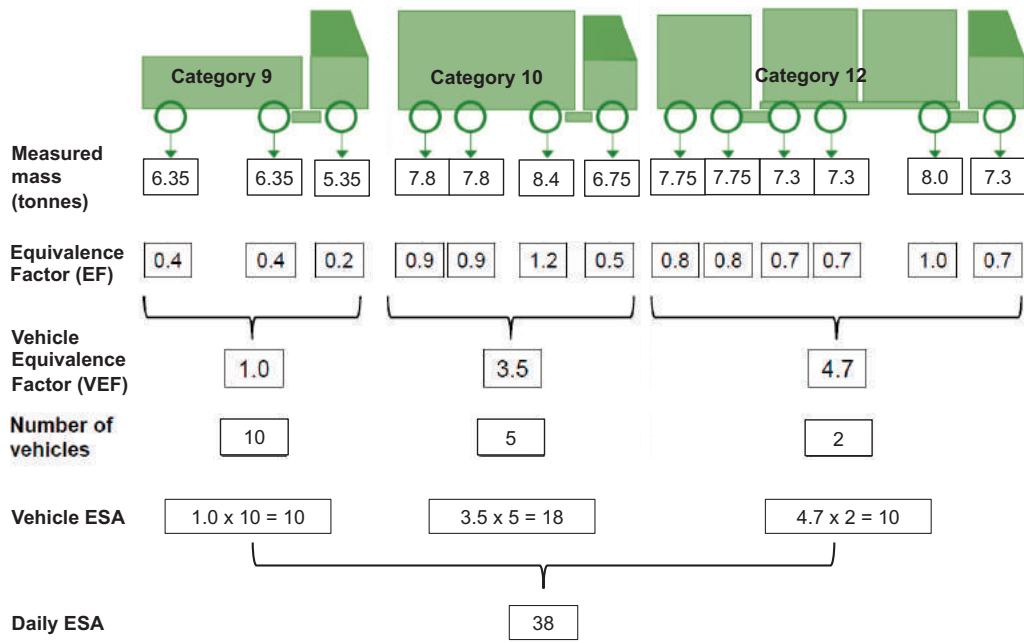 Category 9
Category 10
Category 12
Measured
mass
(tonnes)
6.35 6.35 5.35 7.8 7.8 8.4 6.75 7.75 7.75 7.3 7.3 8.0 7.3
Equivalence
Factor (EF)
0.4 0.4 0.2 0.9 0.9 1.2 0.5 0.8 0.8 0.7 0.7 1.0 0.7
Vehicle
Equivalence
Factor (VEF)
1.0 3.5 4.7
Number of
vehicles
10 5 2
Vehicle ESA 1.0 x 10 = 10 3.5 x 5 = 18 4.7 x 2 = 10
Daily ESA 38